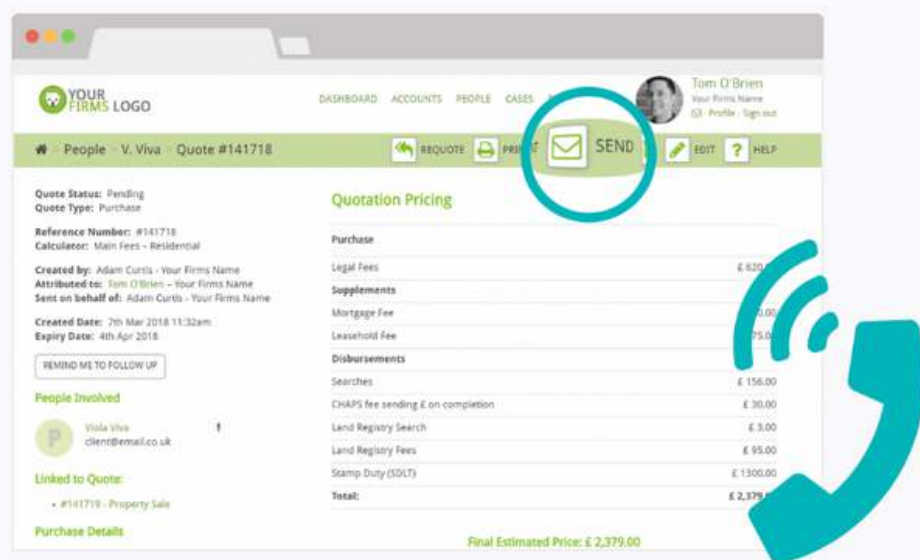 YOUR
FIRMS LOGO
DASHBOARD ACCOUNTS PEOPLE CASES
Tom O'Brien
Your Firms Name
Profile · Sign out
People · V. Viva · Quote #141718
REQUOTE SEND EDIT ? HELP
Quote Status: Pending
Quote Type: Purchase
Reference Number: #141718
Calculator: Main Fees – Residential
Created by: Adam Curtis - Your Firms Name
Attributed to: Tom O'Brien – Your Firms Name
Sent on behalf of: Adam Curtis - Your Firms Name
Created Date: 7th Mar 2018 11:32am
Expiry Date: 4th Apr 2018
REMIND ME TO FOLLOW UP
People Involved
P
Viola Viva
client@email.co.uk
Linked to Quote:
• #141719 - Property Sale
Purchase Details
Quotation Pricing
Purchase
Legal Fees £ 620
Supplements
Mortgage Fee
Leasehold Fee
Disbursements
Searches £ 156.00
CHAPS fee sending £ on completion £ 30.00
Land Registry Search £ 3.00
Land Registry Fees £ 95.00
Stamp Duty (SDLT) £ 1300.00
Total: £ 2,379
Final Estimated Price: £ 2,379.00